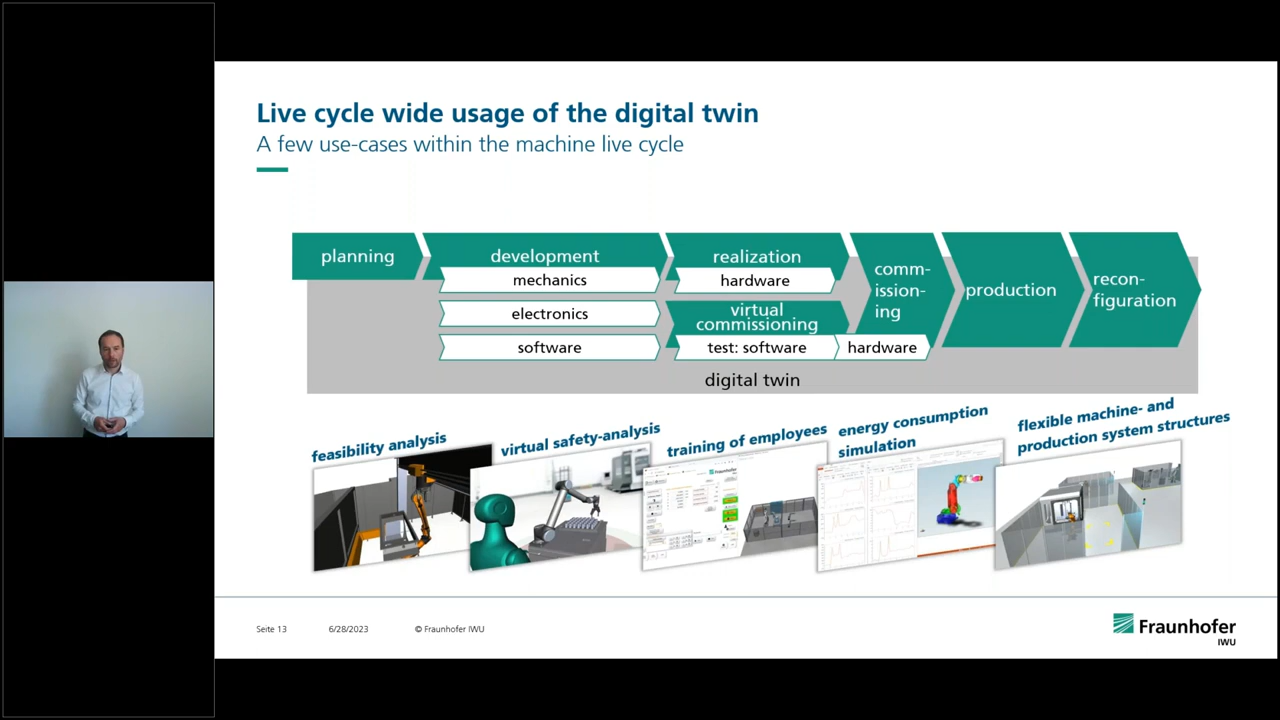 Live cycle wide usage of the digital twin
A few use-cases within the machine live cycle
planning
development
mechanics
electronics
software
realization
hardware
virtual
commissioning
test: software
hardware
comm-
ission-
ing
production
recon-
figuration
digital twin
feasibility analysis
virtual safety-analysis
training of employees
energy consumption
simulation
flexible machine- and
production system structures
Fraunhofer
Seite 13
6/28/2023
© Fraunhofer IWU
Fraunhofer
IWU